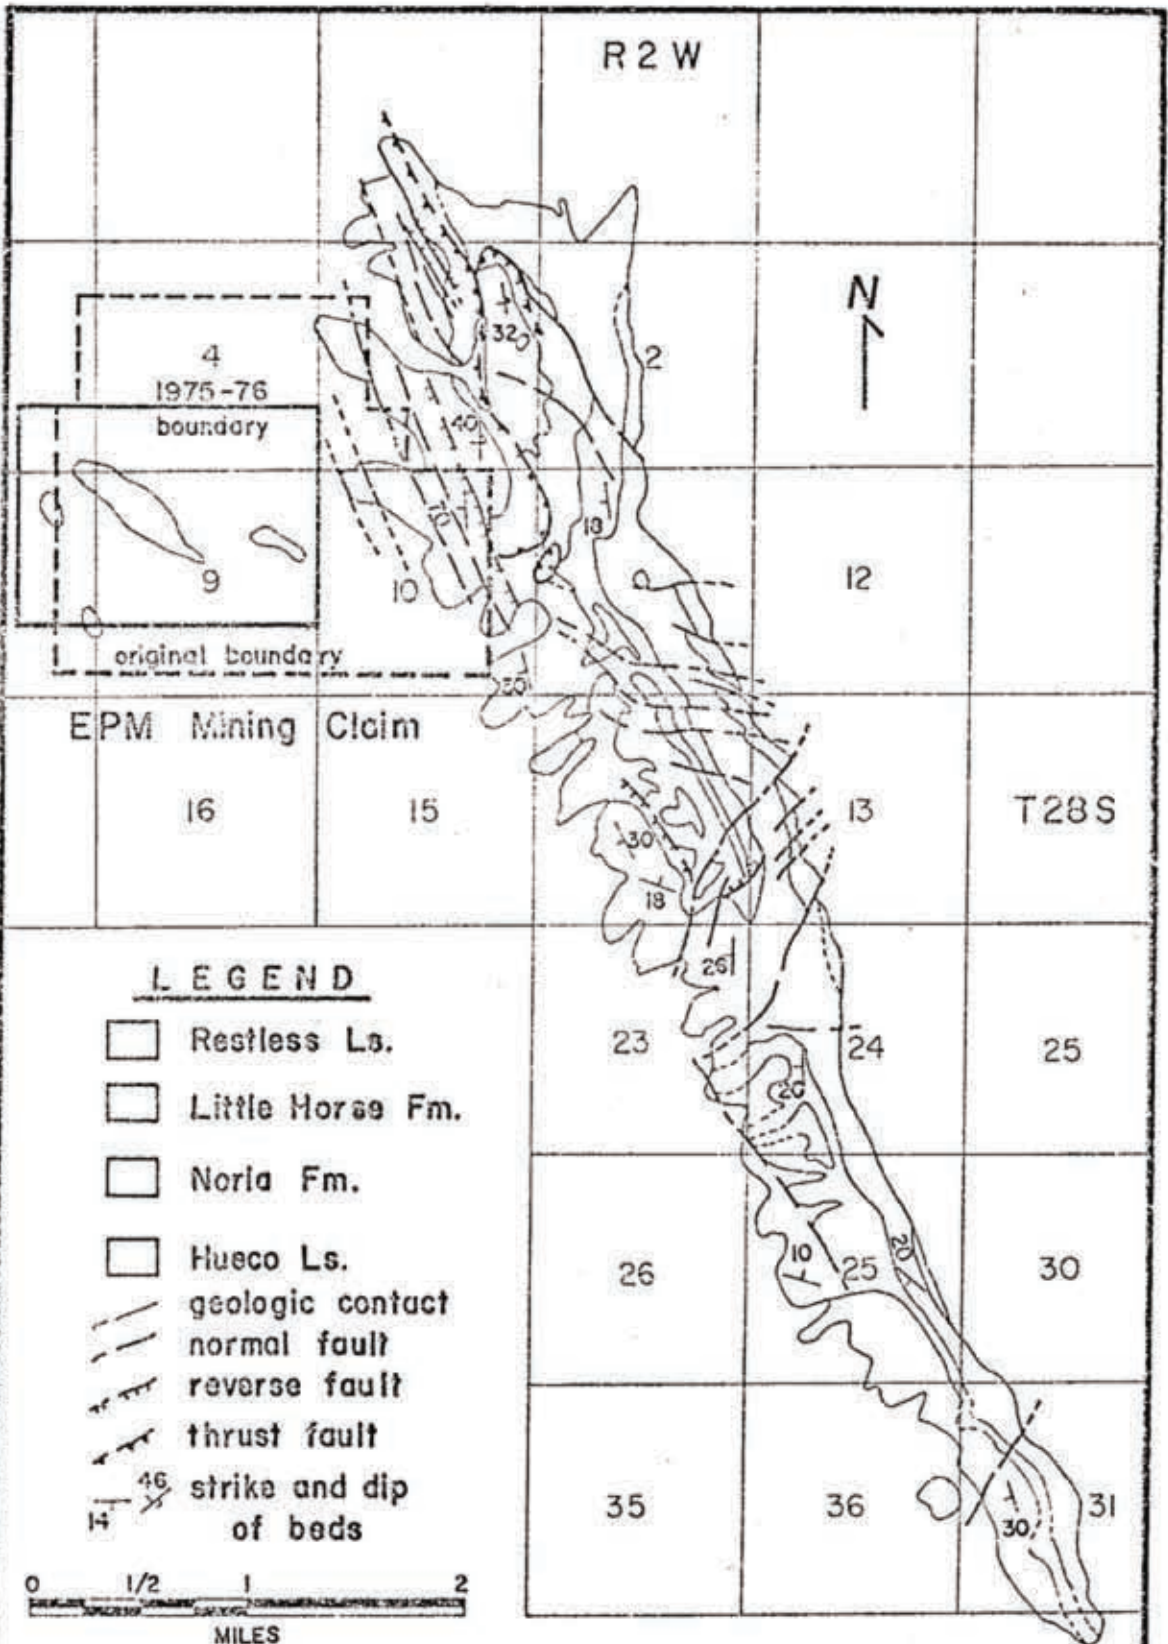 R 2 W
N
32
4
1975-76
boundary
2
40
18
70
9
10
12
original boundary
30
EPM Mining Claim
16
15
13
T28S
30
18
26
LEGEND
Restless Ls.
Little Horse Fm.
Noria Fm.
Hueco Ls.
geologic contact
normal fault
reverse fault
thrust fault
46
14
strike and dip
of beds
0 1/2 1 2
MILES
23
24
25
20
26
10
25
20
30
35
36
30
31